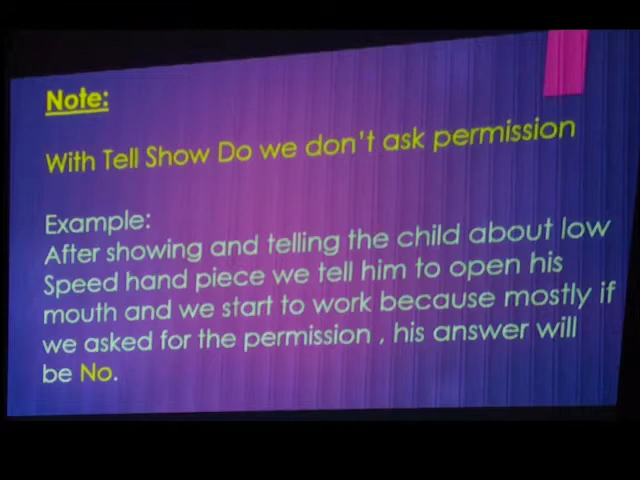 Note:
With Tell Show Do we don't ask permission
Example:
After showing and telling the child about low
Speed hand piece we tell him to open his
mouth and we start to work because mostly if
we asked for the permission , his answer will
be No.